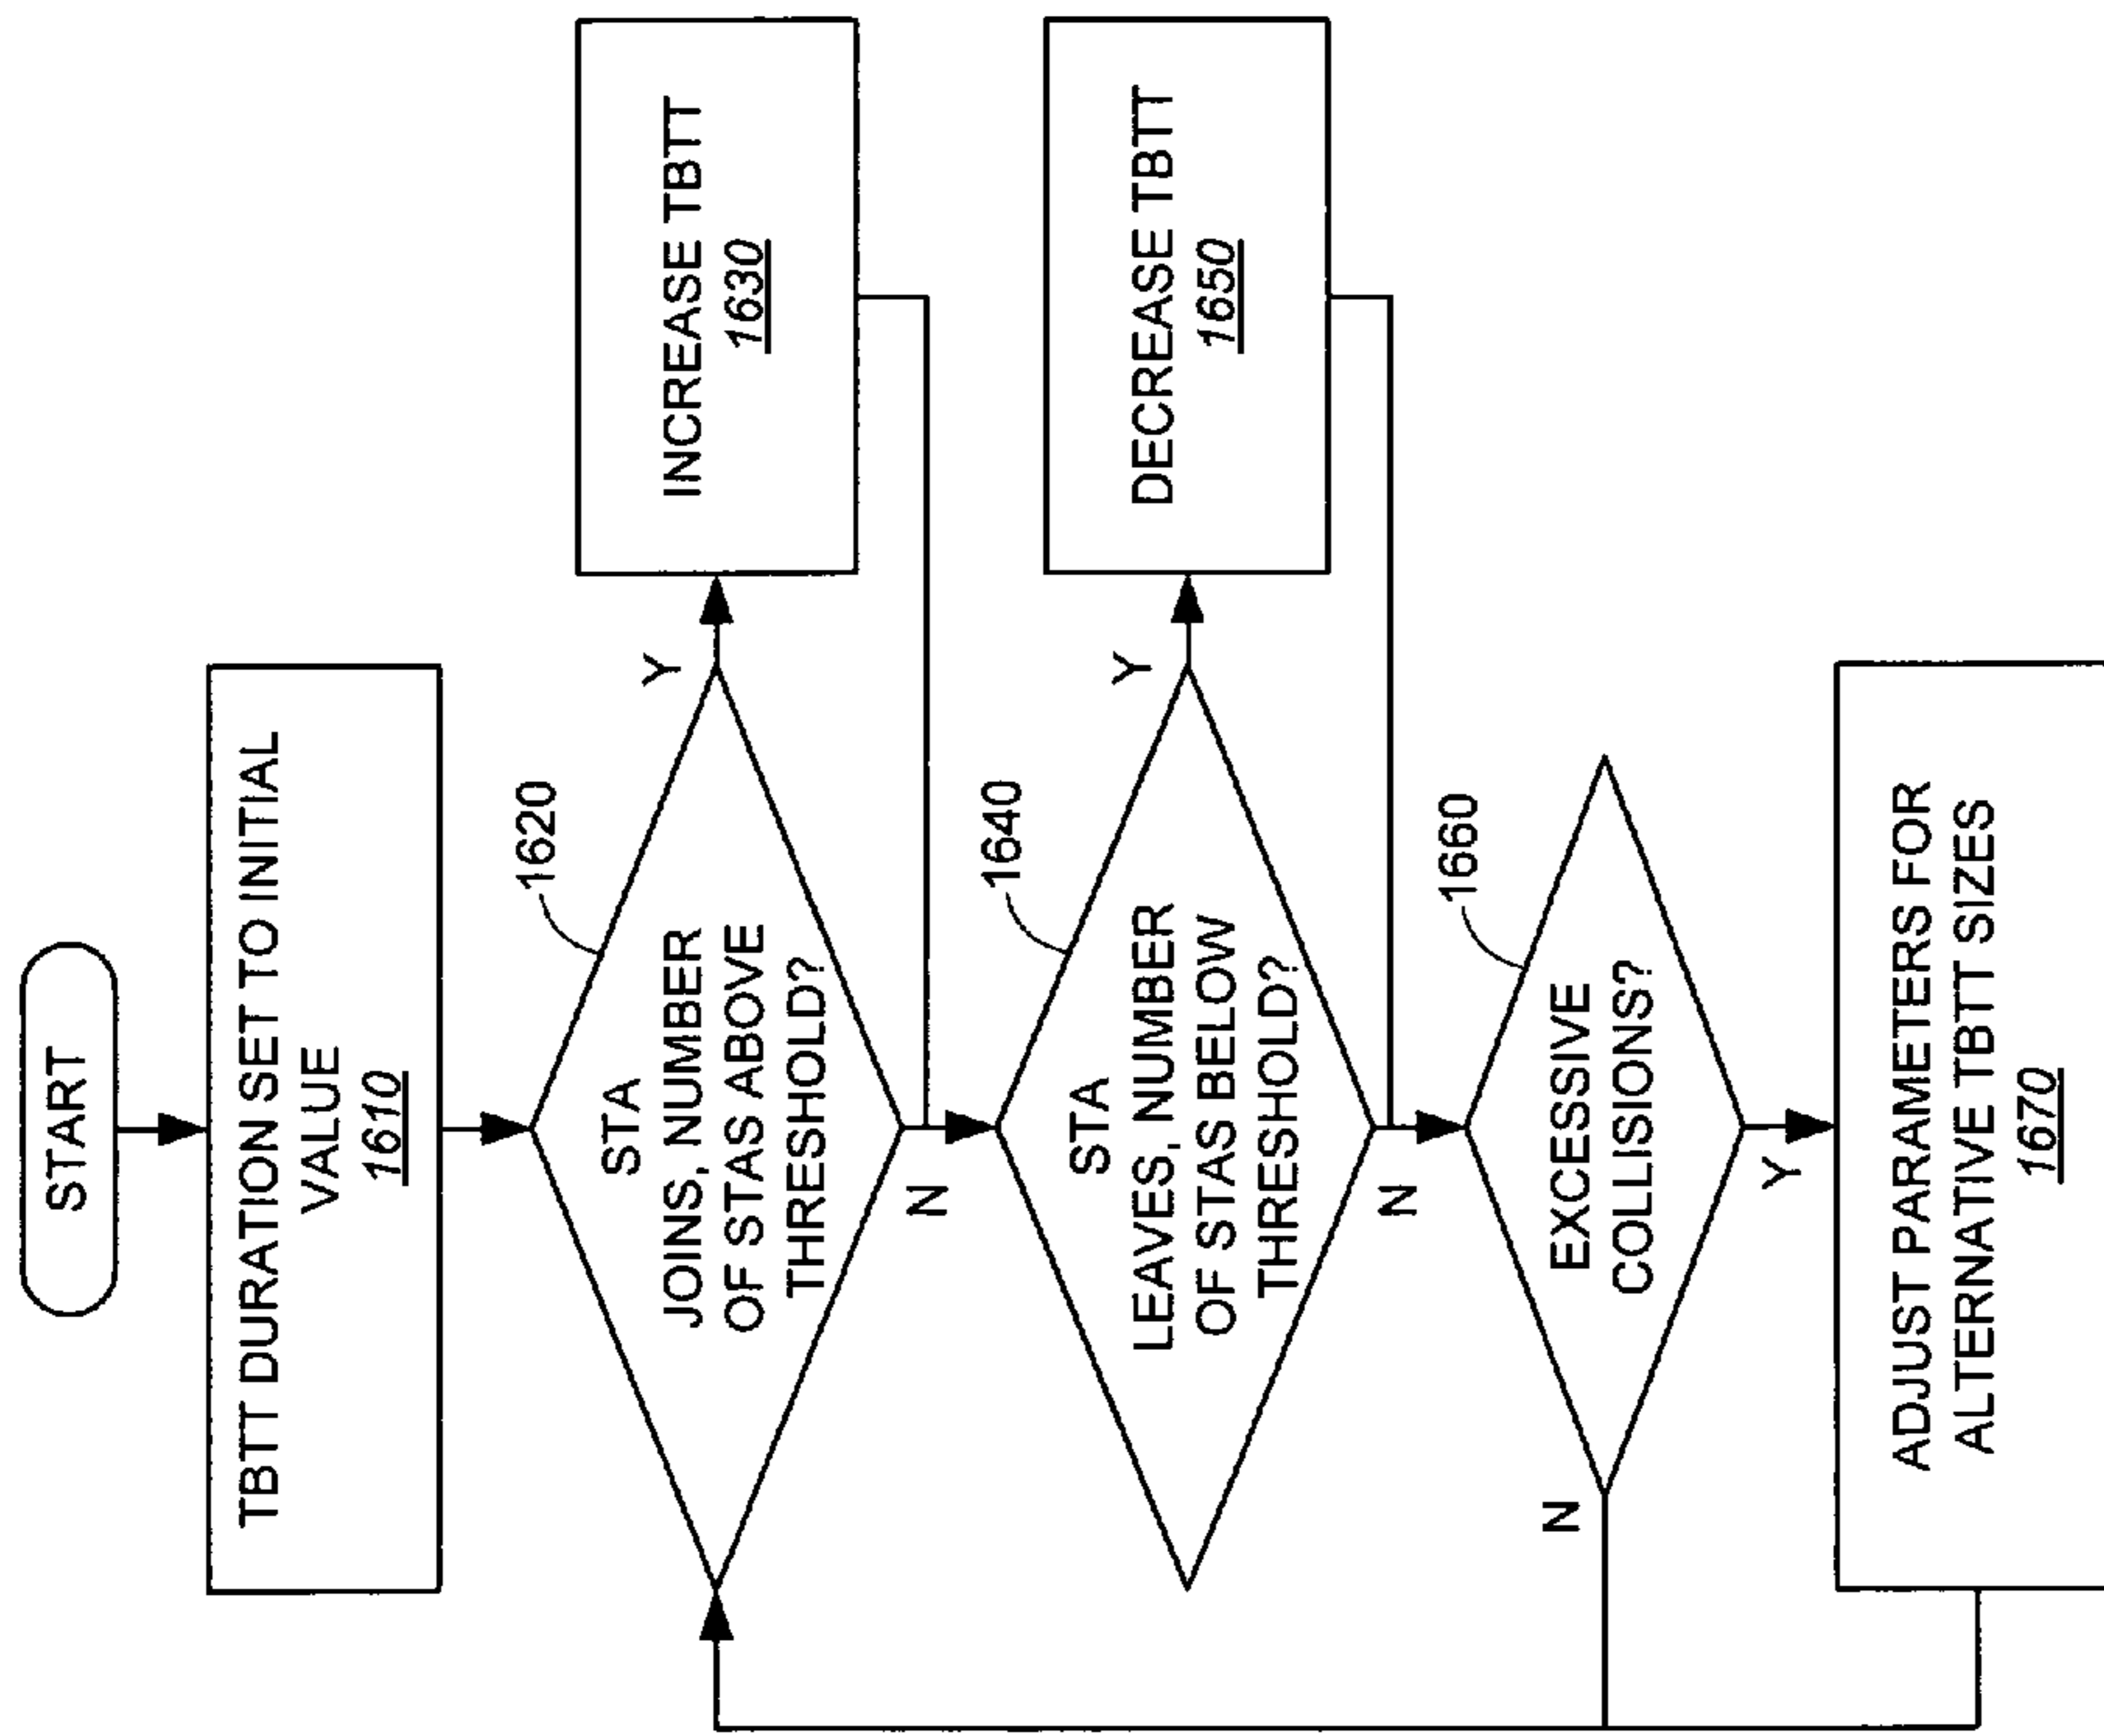 START
TBTT DURATION SET TO INITIAL
VALUE
1610
1620
STA
JOINS, NUMBER
OF STAS ABOVE
THRESHOLD?
Y
N
INCREASE TBTT
1630
1640
STA
LEAVES, NUMBER
OF STAS BELOW
THRESHOLD?
Y
N
DECREASE TBTT
1650
1660
EXCESSIVE
COLLISIONS?
N
Y
ADJUST PARAMETERS FOR
ALTERNATIVE TBTT SIZES
1670